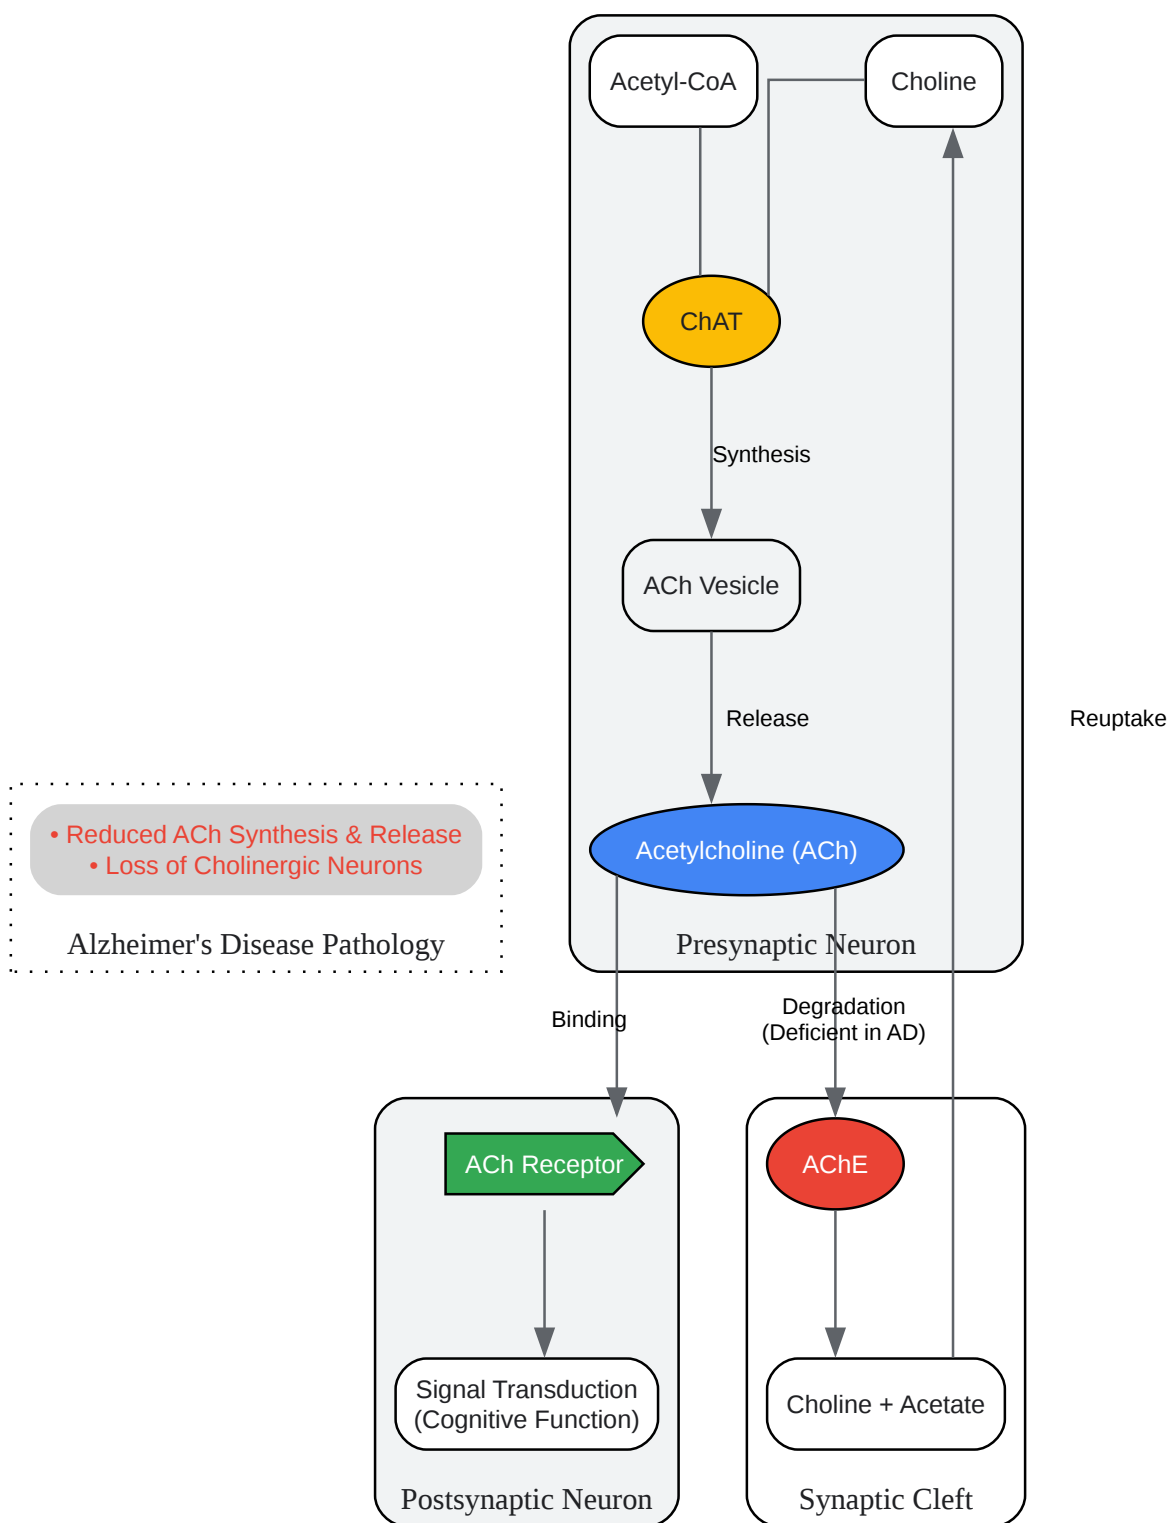 Acetyl-CoA
Choline
ChAT
Synthesis
ACh Vesicle
Release
Reuptake
• Reduced ACh Synthesis & Release
• Loss of Cholinergic Neurons
Alzheimer's Disease Pathology
Acetylcholine (ACh)
Presynaptic Neuron
Binding
Degradation
(Deficient in AD)
ACh Receptor
AChE
Signal Transduction
(Cognitive Function)
Choline + Acetate
Postsynaptic Neuron
Synaptic Cleft